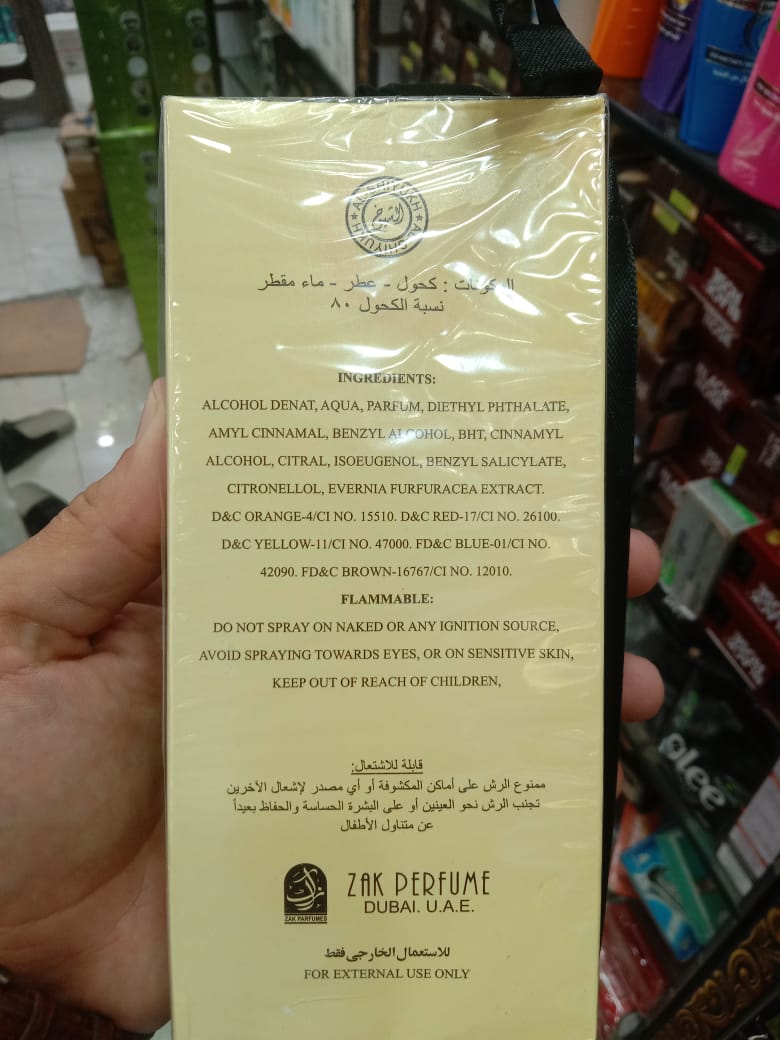 AL SHIYUKH
الشيخ
AL SHIYUKH
المكونات : كحول - عطر - ماء مقطر
نسبة الكحول ٨٠
INGREDIENTS:
ALCOHOL DENAT, AQUA, PARFUM, DIETHYL PHTHALATE,
AMYL CINNAMAL, BENZYL ALCOHOL, BHT, CINNAMYL
ALCOHOL, CITRAL, ISOEUGENOL, BENZYL SALICYLATE,
CITRONELLOL, EVERNIA FURFURACEA EXTRACT.
D&C ORANGE-4/CI NO. 15510. D&C RED-17/CI NO. 26100.
D&C YELLOW-11/CI NO. 47000. FD&C BLUE-01/CI NO.
42090. FD&C BROWN-16767/CI NO. 12010.
FLAMMABLE:
DO NOT SPRAY ON NAKED OR ANY IGNITION SOURCE,
AVOID SPRAYING TOWARDS EYES, OR ON SENSITIVE SKIN,
KEEP OUT OF REACH OF CHILDREN,
قابلة للاشتعال:
ممنوع الرش على أماكن المكشوفة أو أي مصدر لإشعال الآخرين
تجنب الرش نحو العينين أو على البشرة الحساسة والحفاظ بعيداً
عن متناول الأطفال
ZAK PERFUMES
ZAK PERFUME
DUBAI. U.A.E.
للاستعمال الخارجي فقط
FOR EXTERNAL USE ONLY